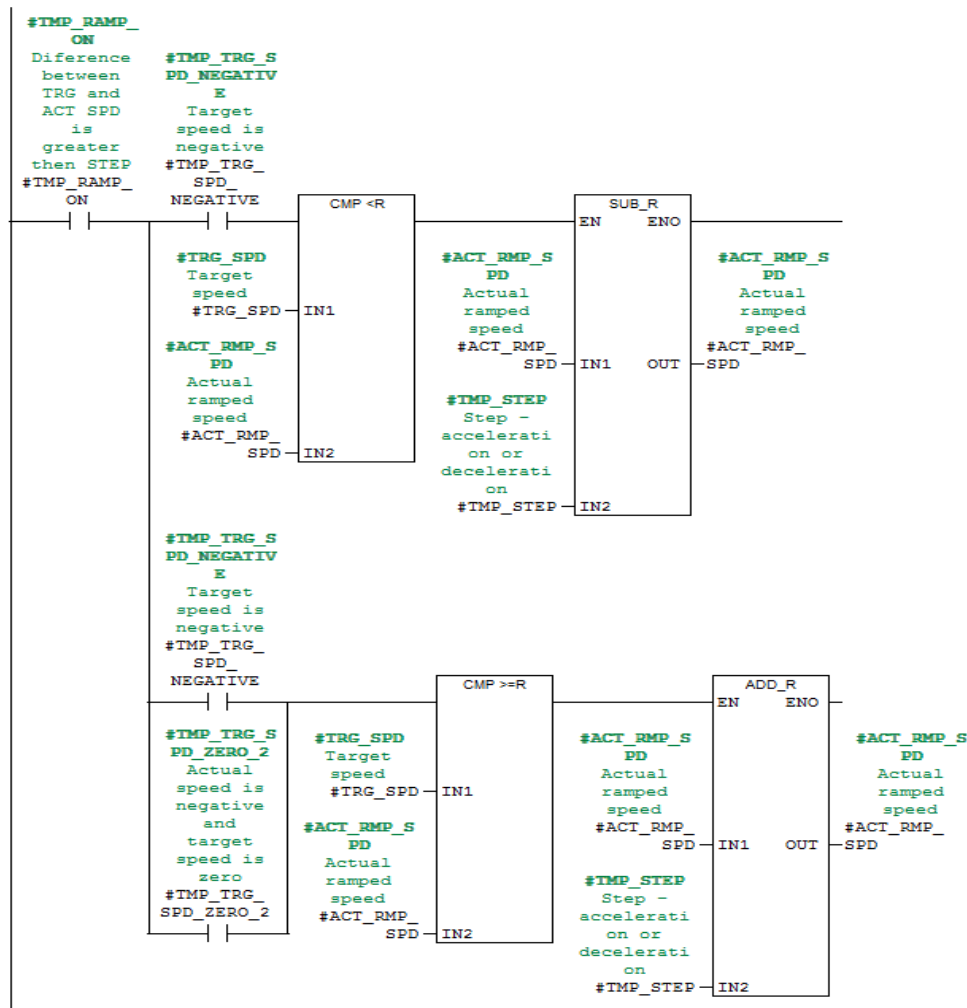 #TMP_RAMP_
ON
Diference
between
TRG and
ACT SPD
is
greater
then STEP
#TMP_RAMP_
ON
#TMP_TRG_S
PD_NEGATIV
E
Target
speed is
negative
#TMP_TRG_
SPD_
NEGATIVE
CMP <R
#TRG_SPD
Target
speed
#TRG_SPD
IN1
#ACT_RMP_S
PD
Actual
ramped
speed
#ACT_RMP_
SPD
IN2
SUB_R
EN ENO
#ACT_RMP_S
PD
Actual
ramped
speed
#ACT_RMP_
SPD
IN1
OUT
#TMP_STEP
Step -
accelerati
on or
decelerati
on
#TMP_STEP
IN2
#ACT_RMP_S
PD
Actual
ramped
speed
#ACT_RMP_
SPD
#TMP_TRG_S
PD_NEGATIV
E
Target
speed is
negative
#TMP_TRG_
SPD_
NEGATIVE
#TMP_TRG_S
PD_ZERO_2
Actual
speed is
negative
and
target
speed is
zero
#TMP_TRG_
SPD_ZERO_2
CMP >=R
#TRG_SPD
Target
speed
#TRG_SPD
IN1
#ACT_RMP_S
PD
Actual
ramped
speed
#ACT_RMP_
SPD
IN2
ADD_R
EN ENO
#ACT_RMP_S
PD
Actual
ramped
speed
#ACT_RMP_
SPD
IN1
OUT
#TMP_STEP
Step -
accelerati
on or
decelerati
on
#TMP_STEP
IN2
#ACT_RMP_S
PD
Actual
ramped
speed
#ACT_RMP_
SPD